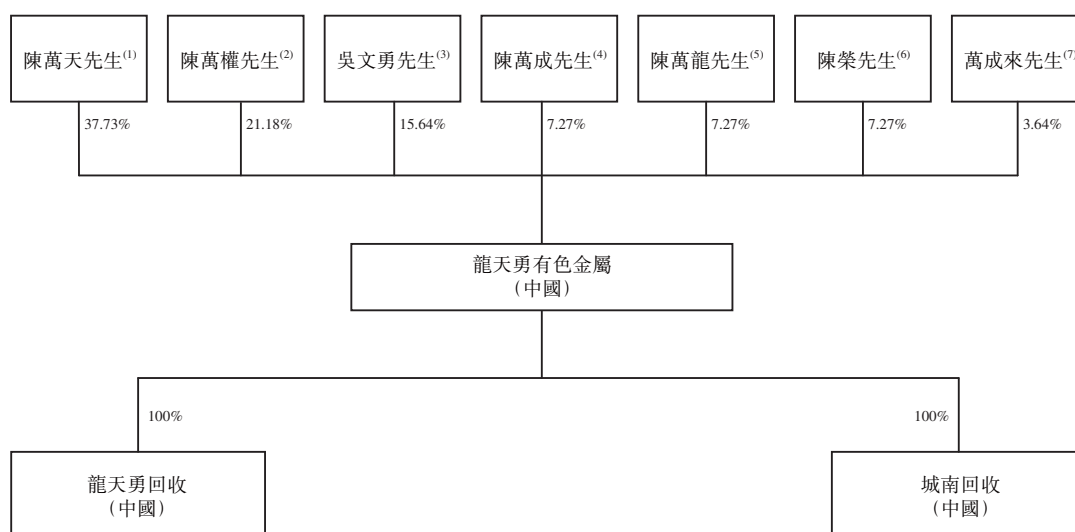 陳萬天先生(1)
陳萬權先生(2)
吳文勇先生(3)
陳萬成先生(4)
陳萬龍先生(5)
陳榮先生(6)
萬成來先生(7)
37.73%
21.18%
15.64%
7.27%
7.27%
7.27%
3.64%
龍天勇有色金屬
（中國）
100%
100%
龍天勇回收
（中國）
城南回收
（中國）